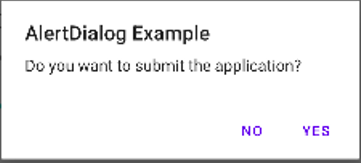 AlertDialog Example
Do you want to submit the application?
NO YES